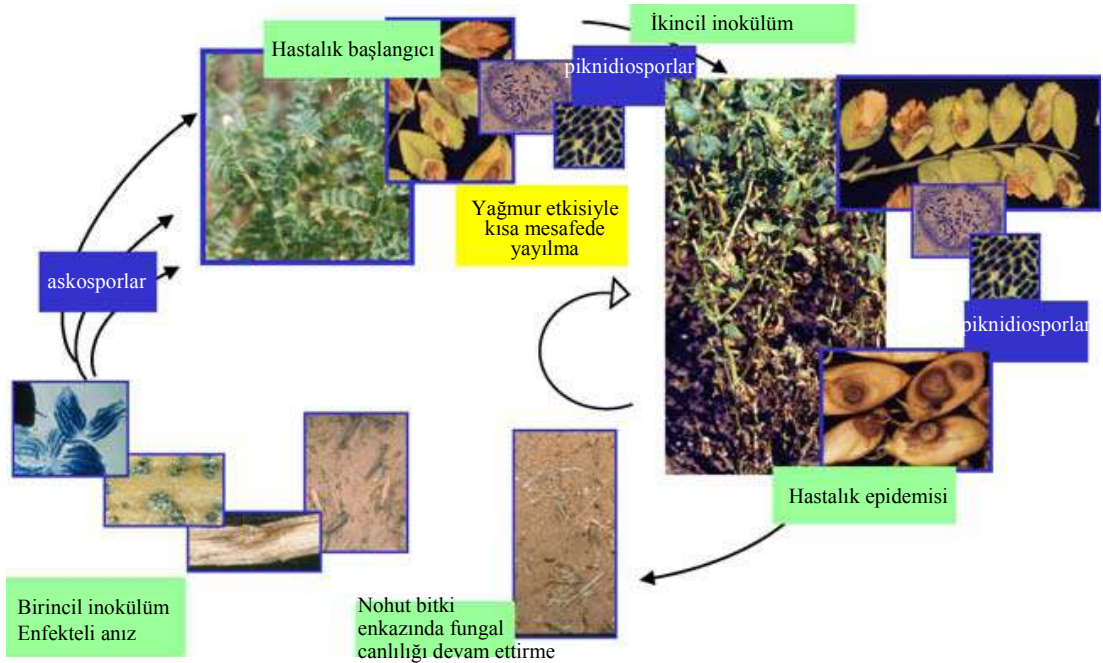 Hastalık başlangıcı
İkincil inokülüm
piknidiosporlar
Yağmur etkisiyle
kısa mesafede
yayılma
askosporlar
piknidiosporlar
Hastalık epidemisi
Birincil inokülüm
Enfekteli anız
Nohut bitki
enkazında fungal
canlılığı devam ettirme